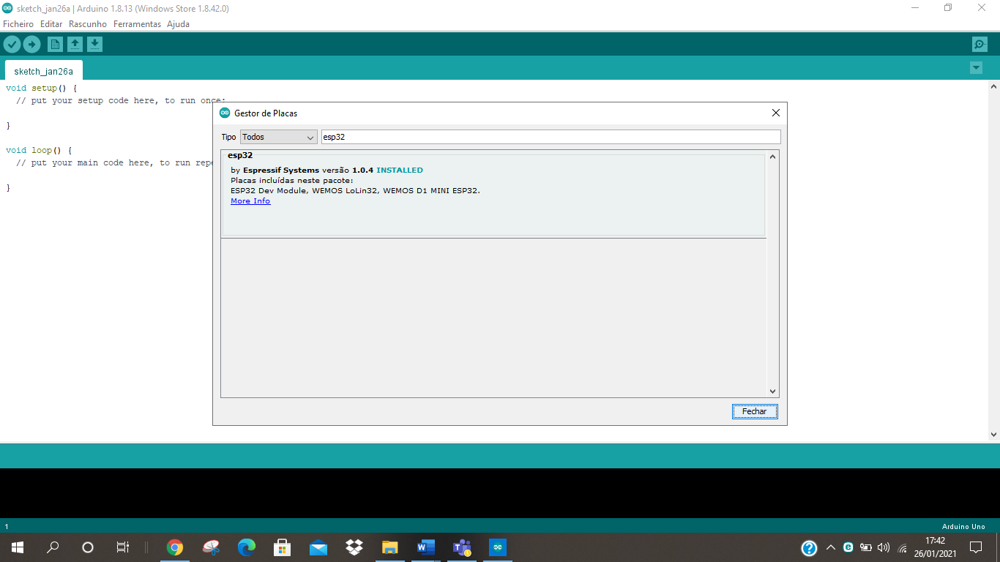 sketch_jan26a | Arduino 1.8.13 (Windows Store 1.8.42.0)
Ficheiro Editar Rascunho Ferramentas Ajuda
sketch_jan26a
void setup() {
// put your setup code here, to run once:
}
void loop() {
// put your main code here, to run repe
}
Gestor de Placas
Tipo Todos esp32
esp32
by Espressif Systems versão 1.0.4 INSTALLED
Placas incluídas neste pacote:
ESP32 Dev Module, WEMOS LoLin32, WEMOS D1 MINI ESP32.
More Info
Fechar
1 Arduino Uno
17:42
26/01/2021